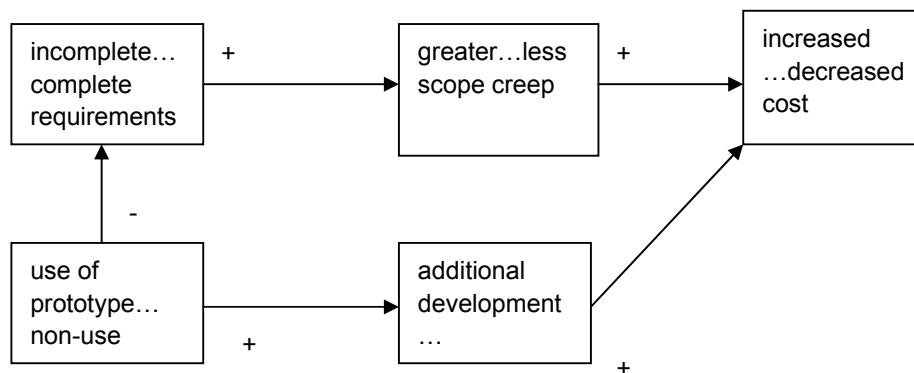 incomplete…
complete
requirements
+
greater…less
scope creep
+
increased
…decreased
cost
-
use of
prototype…
non-use
+
additional
development
…
+